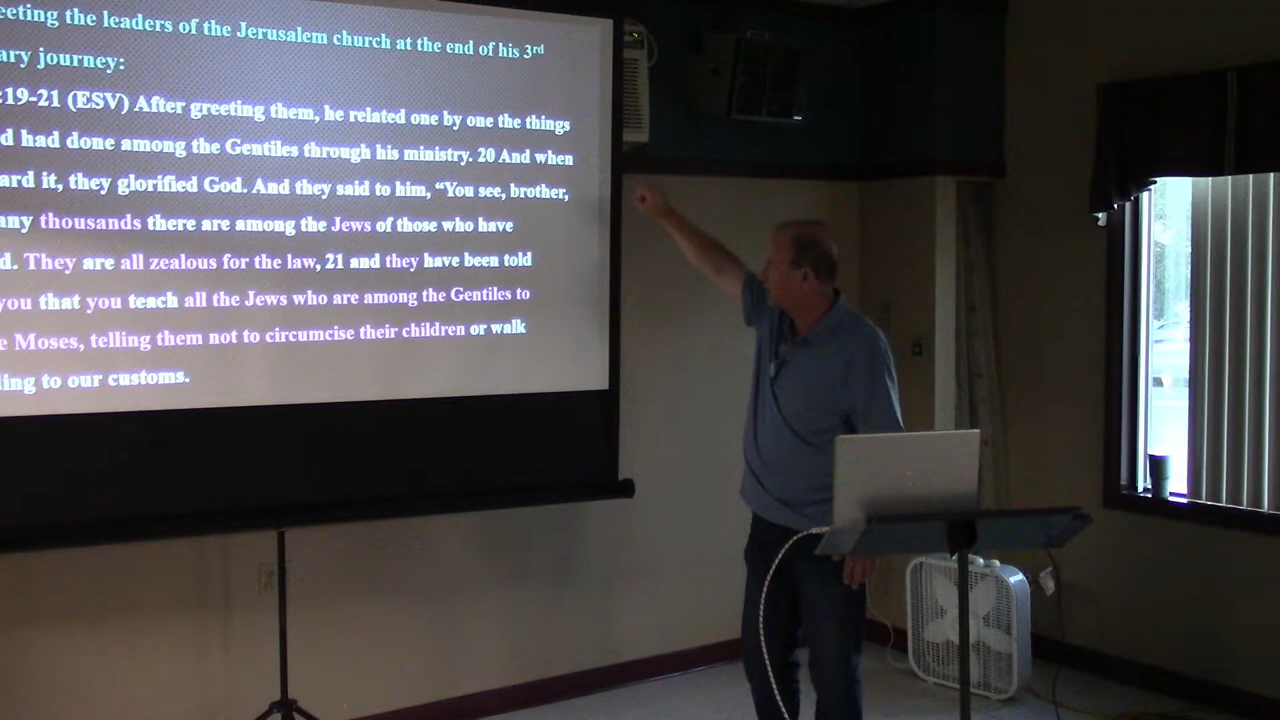 eeting the leaders of the Jerusalem church at the end of his 3rd
ary journey:
:19-21 (ESV) After greeting them, he related one by one the things
d had done among the Gentiles through his ministry. 20 And when
ard it, they glorified God. And they said to him, “You see, brother,
any thousands there are among the Jews of those who have
d. They are all zealous for the law, 21 and they have been told
you that you teach all the Jews who are among the Gentiles to
e Moses, telling them not to circumcise their children or walk
ling to our customs.